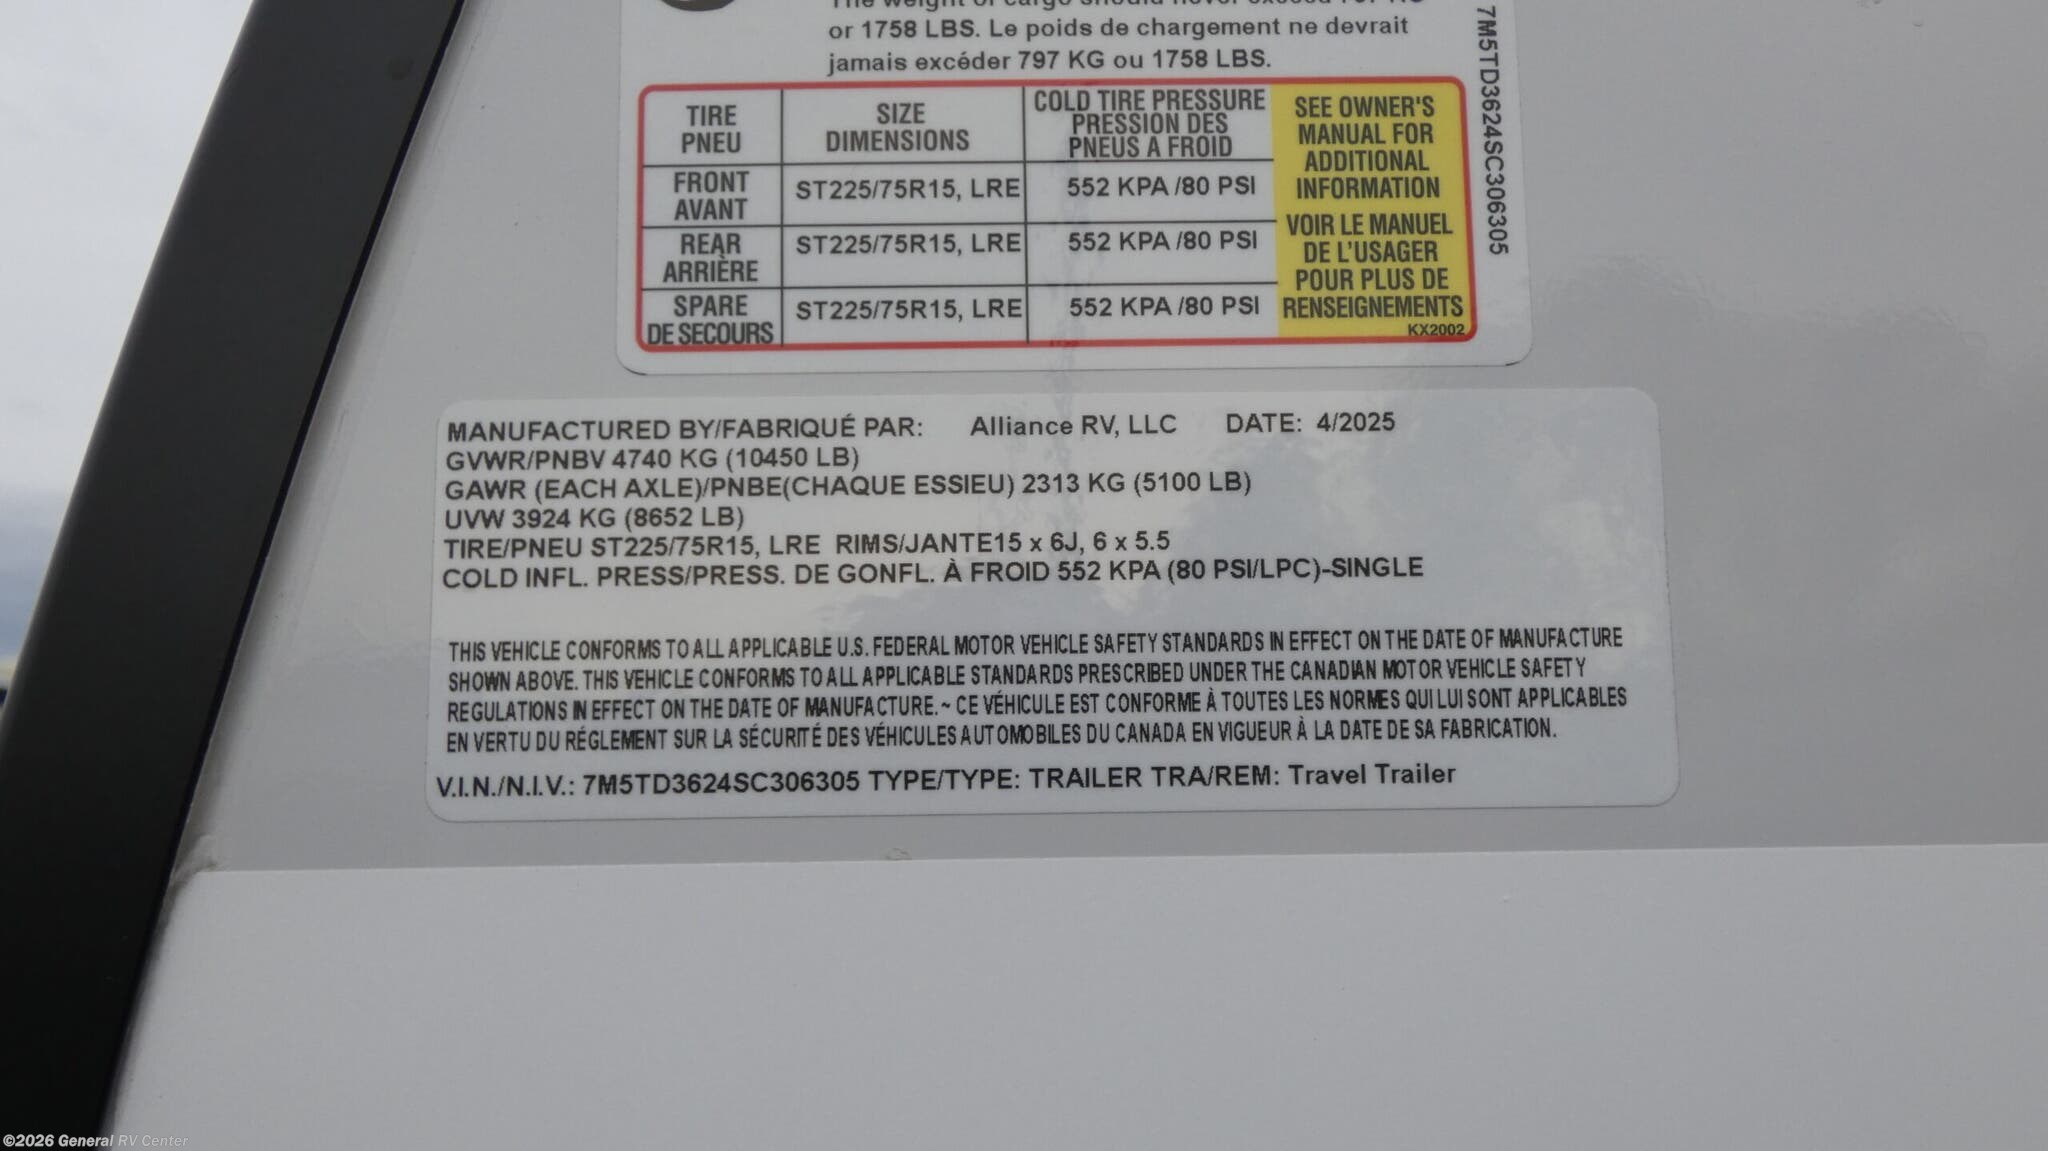 The weight of cargo should never exceed 797 KG
or 1758 LBS. Le poids de chargement ne devrait
jamais excéder 797 KG ou 1758 LBS.
TIRE
PNEU
SIZE
DIMENSIONS
COLD TIRE PRESSURE
PRESSION DES
PNEUS A FROID
SEE OWNER'S
MANUAL FOR
ADDITIONAL
INFORMATION
VOIR LE MANUEL
DE L'USAGER
POUR PLUS DE
RENSEIGNEMENTS
KX2002
FRONT
AVANT
ST225/75R15, LRE
552 KPA /80 PSI
REAR
ARRIÈRE
ST225/75R15, LRE
552 KPA /80 PSI
SPARE
DE SECOURS
ST225/75R15, LRE
552 KPA /80 PSI
7M5TD3624SC306305
MANUFACTURED BY/FABRIQUÉ PAR: Alliance RV, LLC DATE: 4/2025
GVWR/PNBV 4740 KG (10450 LB)
GAWR (EACH AXLE)/PNBE(CHAQUE ESSIEU) 2313 KG (5100 LB)
UVW 3924 KG (8652 LB)
TIRE/PNEU ST225/75R15, LRE RIMS/JANTE15 x 6J, 6 x 5.5
COLD INFL. PRESS/PRESS. DE GONFL. À FROID 552 KPA (80 PSI/LPC)-SINGLE
THIS VEHICLE CONFORMS TO ALL APPLICABLE U.S. FEDERAL MOTOR VEHICLE SAFETY STANDARDS IN EFFECT ON THE DATE OF MANUFACTURE
SHOWN ABOVE. THIS VEHICLE CONFORMS TO ALL APPLICABLE STANDARDS PRESCRIBED UNDER THE CANADIAN MOTOR VEHICLE SAFETY
REGULATIONS IN EFFECT ON THE DATE OF MANUFACTURE. ~ CE VÉHICULE EST CONFORME À TOUTES LES NORMES QUI LUI SONT APPLICABLES
EN VERTU DU RÉGLEMENT SUR LA SÉCURITÉ DES VÉHICULES AUTOMOBILES DU CANADA EN VIGUEUR À LA DATE DE SA FABRICATION.
V.I.N./N.I.V.: 7M5TD3624SC306305 TYPE/TYPE: TRAILER TRA/REM: Travel Trailer
©2026 General RV Center